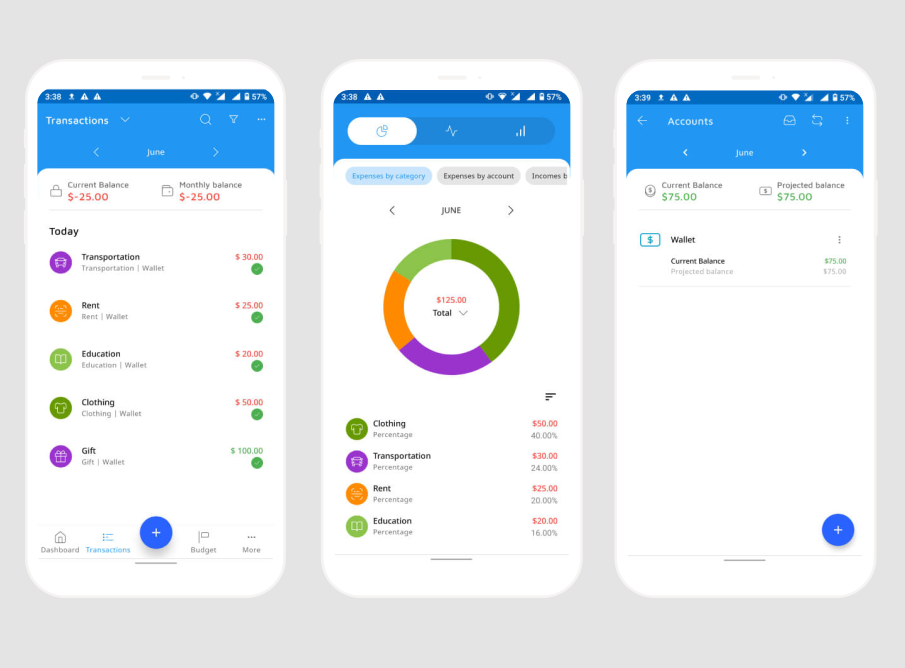 3:38
57%
Transactions
June
Current Balance
$-25.00
Monthly balance
$-25.00
Today
Transportation
$ 30.00
Transportation | Wallet
Rent
$ 25.00
Rent | Wallet
Education
$ 20.00
Education | Wallet
Clothing
$ 50.00
Clothing | Wallet
Gift
$ 100.00
Gift | Wallet
Dashboard
Transactions
Budget
More
3:38
57%
Expenses by category
Expenses by account
Incomes b
JUNE
$125.00
Total
Clothing
$50.00
Percentage
40.00%
Transportation
$30.00
Percentage
24.00%
Rent
$25.00
Percentage
20.00%
Education
$20.00
Percentage
16.00%
3:39
57%
Accounts
June
Current Balance
$75.00
Projected balance
$75.00
Wallet
Current Balance
$75.00
Projected balance
$75.00